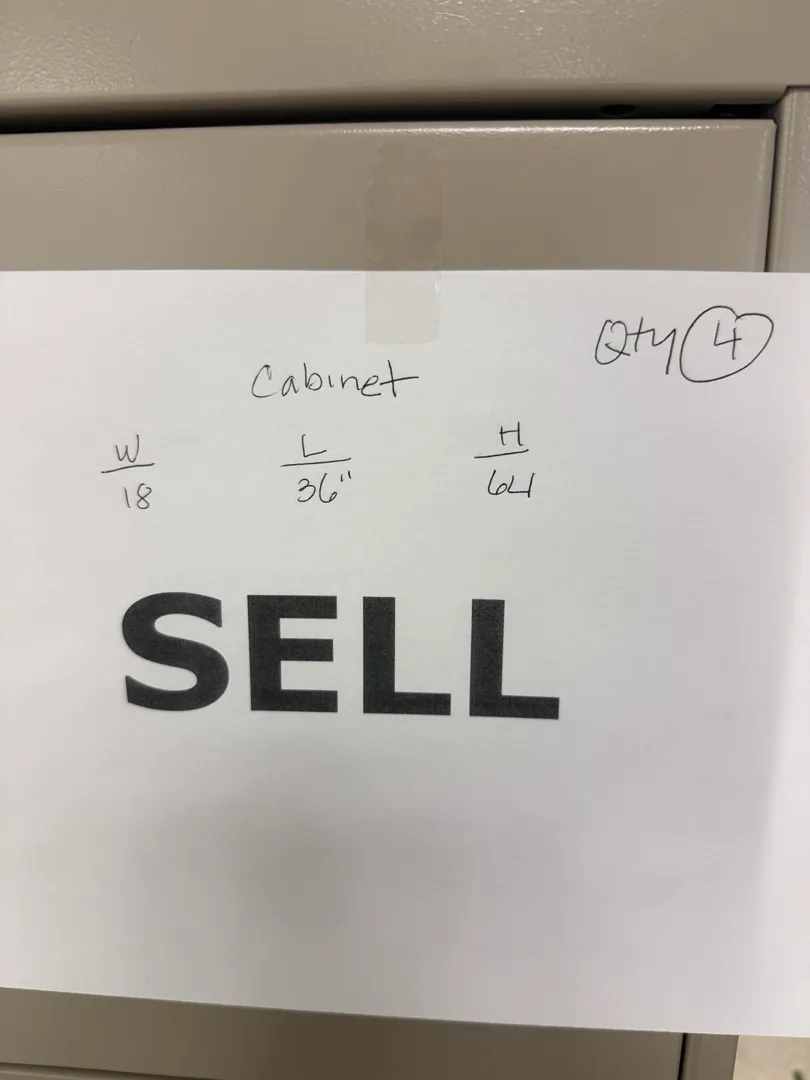 Qty 4
Cabinet
W L H
18 36" 64
SELL